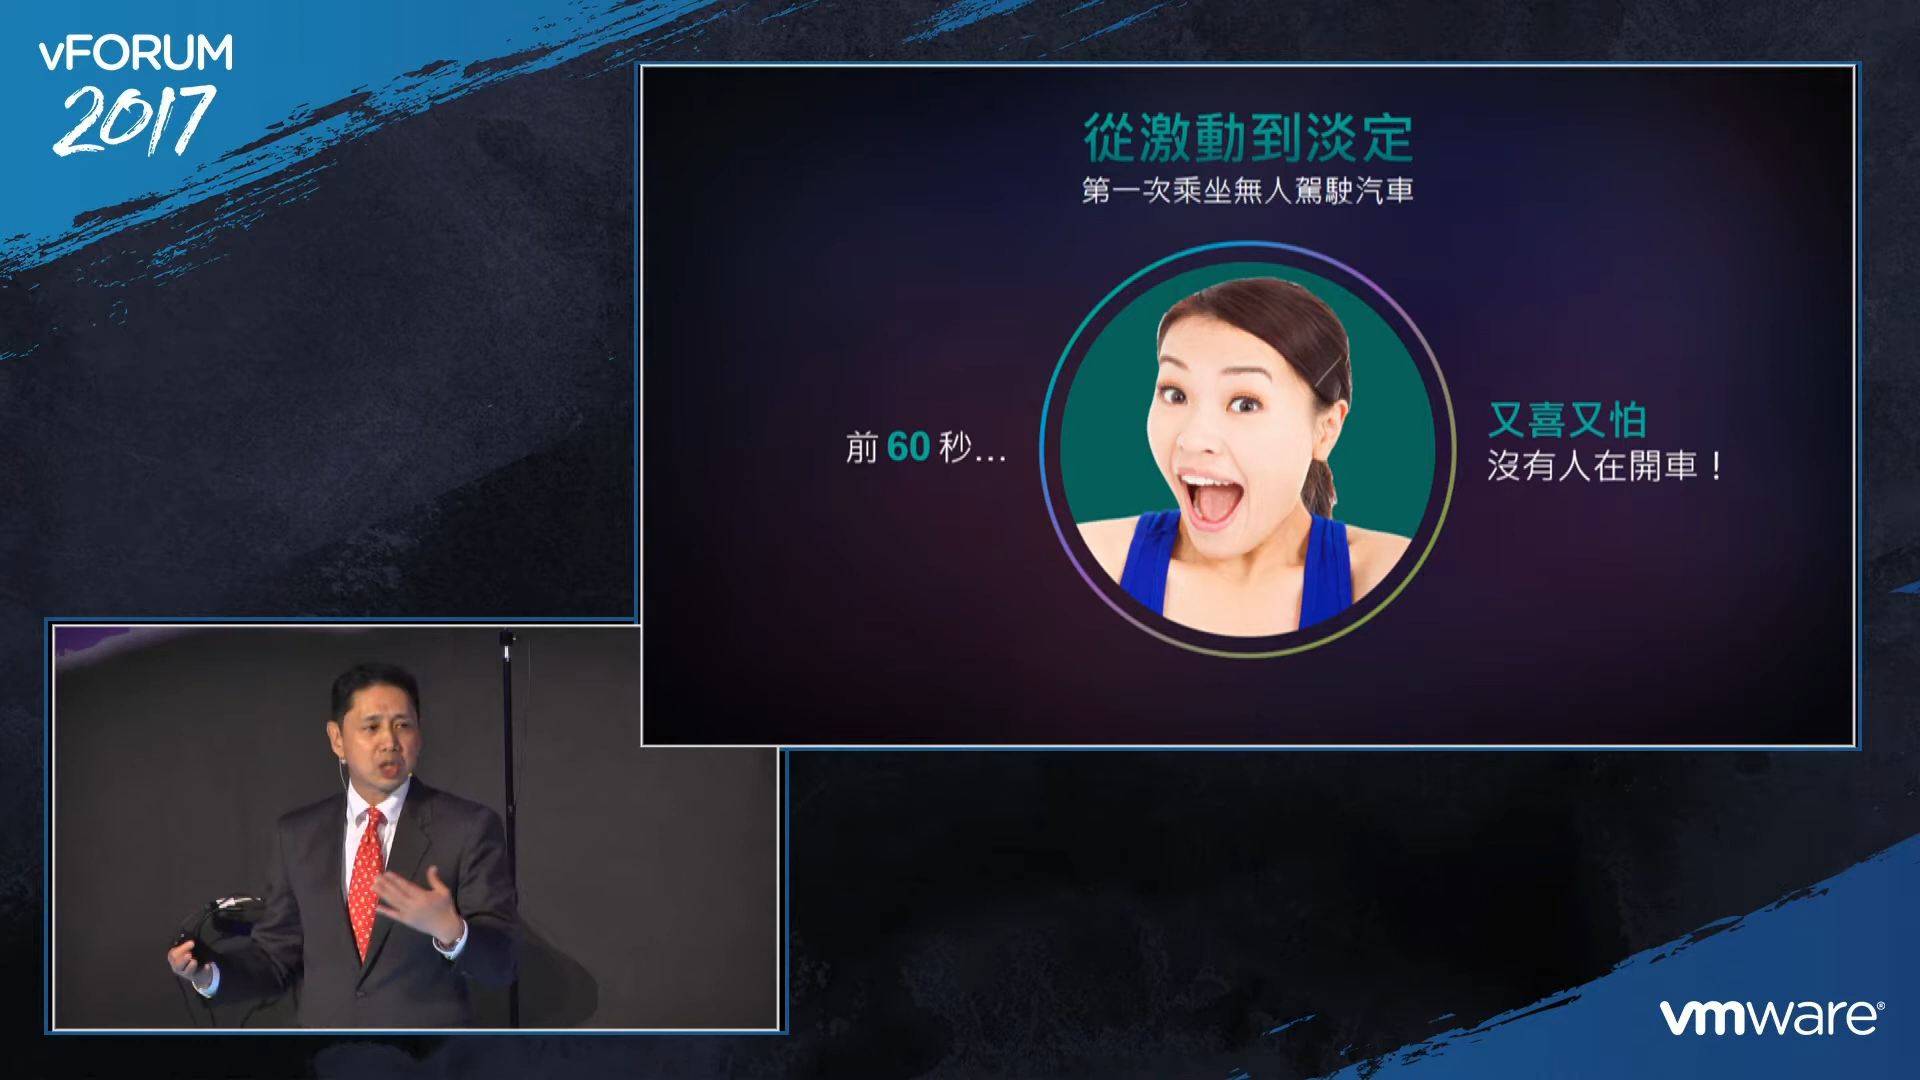 vFORUM
2017
從激動到淡定
第一次乘坐無人駕駛汽車
前 60 秒...
又喜又怕
沒有人在開車！
vmware®